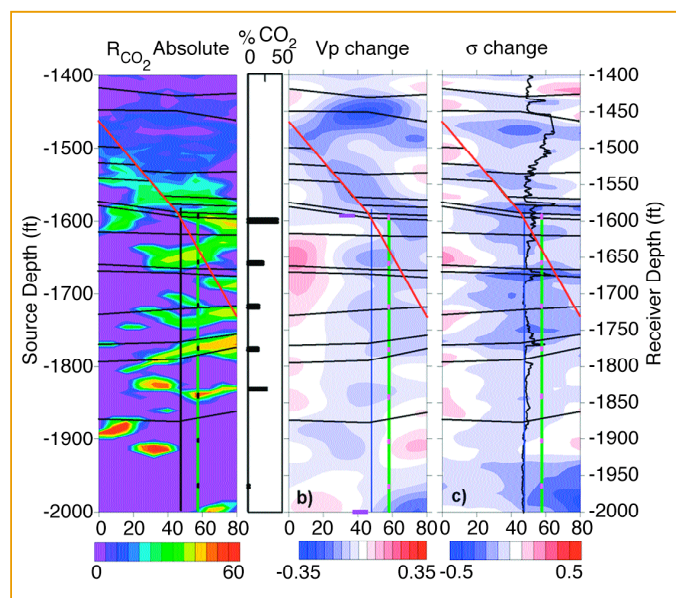 R_CO₂ Absolute
% CO₂
0 50
Vp change
σ change
-1400
-1500
-1600
-1700
-1800
-1900
-2000
Source Depth (ft)
-1400
-1450
-1500
-1550
-1600
-1650
-1700
-1750
-1800
-1850
-1900
-1950
-2000
Receiver Depth (ft)
b)
c)
0 20 40 60 80
0 20 40 60 80
00 20 40 60 80
0 60
-0.35 0.35
-0.5 0.5